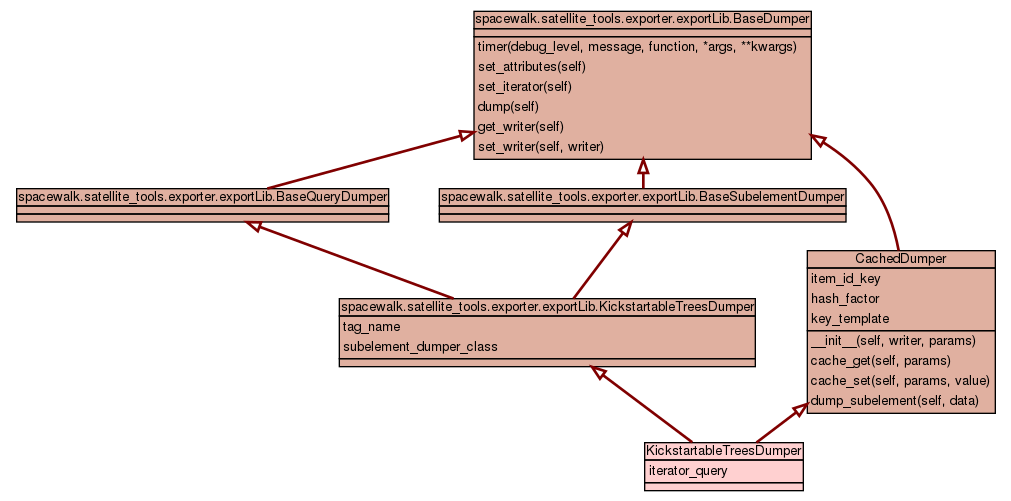 spacewalk.satellite_tools.exporter.exportLib.BaseDumper
timer(debug_level, message, function, *args, **kwargs)
set_attributes(self)
set_iterator(self)
dump(self)
get_writer(self)
set_writer(self, writer)
spacewalk.satellite_tools.exporter.exportLib.BaseQueryDumper
spacewalk.satellite_tools.exporter.exportLib.BaseSubelementDumper
CachedDumper
item_id_key
hash_factor
key_template
__init__(self, writer, params)
cache_get(self, params)
cache_set(self, params, value)
dump_subelement(self, data)
spacewalk.satellite_tools.exporter.exportLib.KickstartableTreesDumper
tag_name
subelement_dumper_class
KickstartableTreesDumper
iterator_query